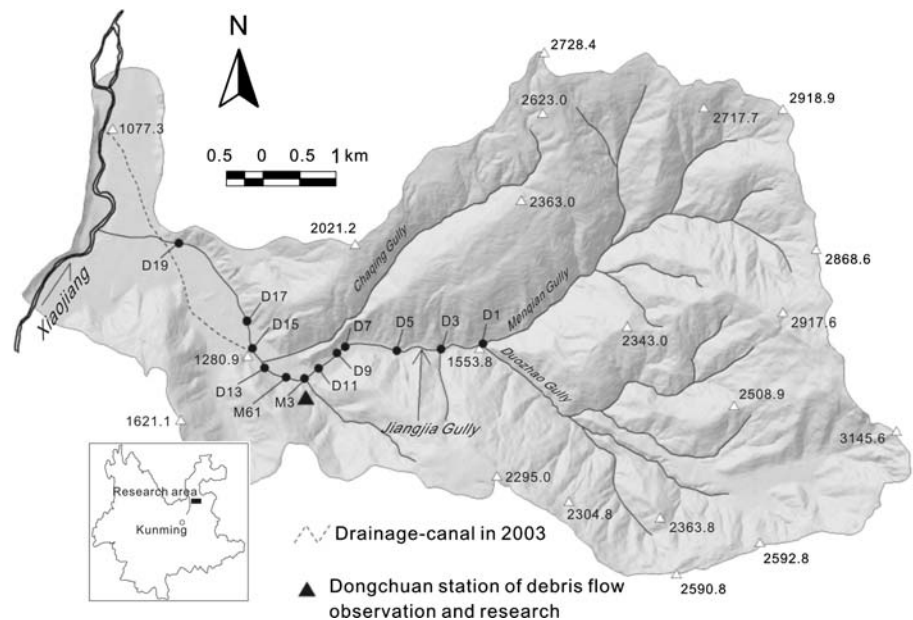 N
2728.4
2623.0
2717.7
2918.9
1077.3
0.5 0 0.5 1 km
2363.0
2021.2
Chaqing Gully
Menqian Gully
2868.6
D19
Xiaojiang
D17
D15
D7
D5
D3
D1
2917.6
2343.0
1280.9
1553.8
D9
D13
D11
M61
M3
Duozhao Gully
Jiangjia Gully
2508.9
1621.1
3145.6
2295.0
Research area
Kunming
2304.8
2363.8
Drainage-canal in 2003
2592.8
2590.8
Dongchuan station of debris flow
observation and research